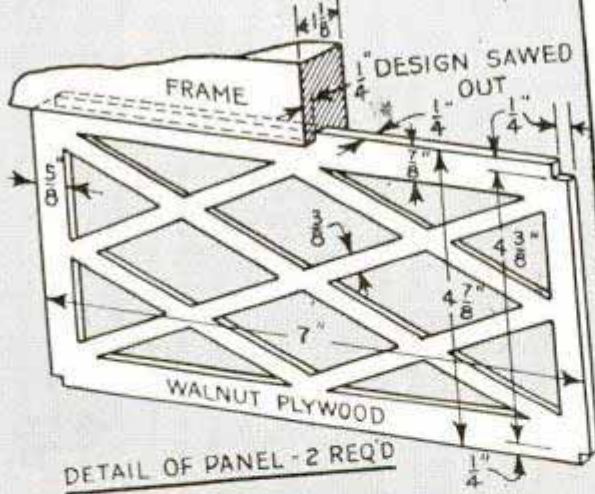 1 1/8"
FRAME
1/4"
DESIGN SAWED
OUT
1/4"
1/4"
7/8"
5/8"
3/8"
4 3/8"
4 7/8"
7"
WALNUT PLYWOOD
1/4"
DETAIL OF PANEL - 2 REQ'D